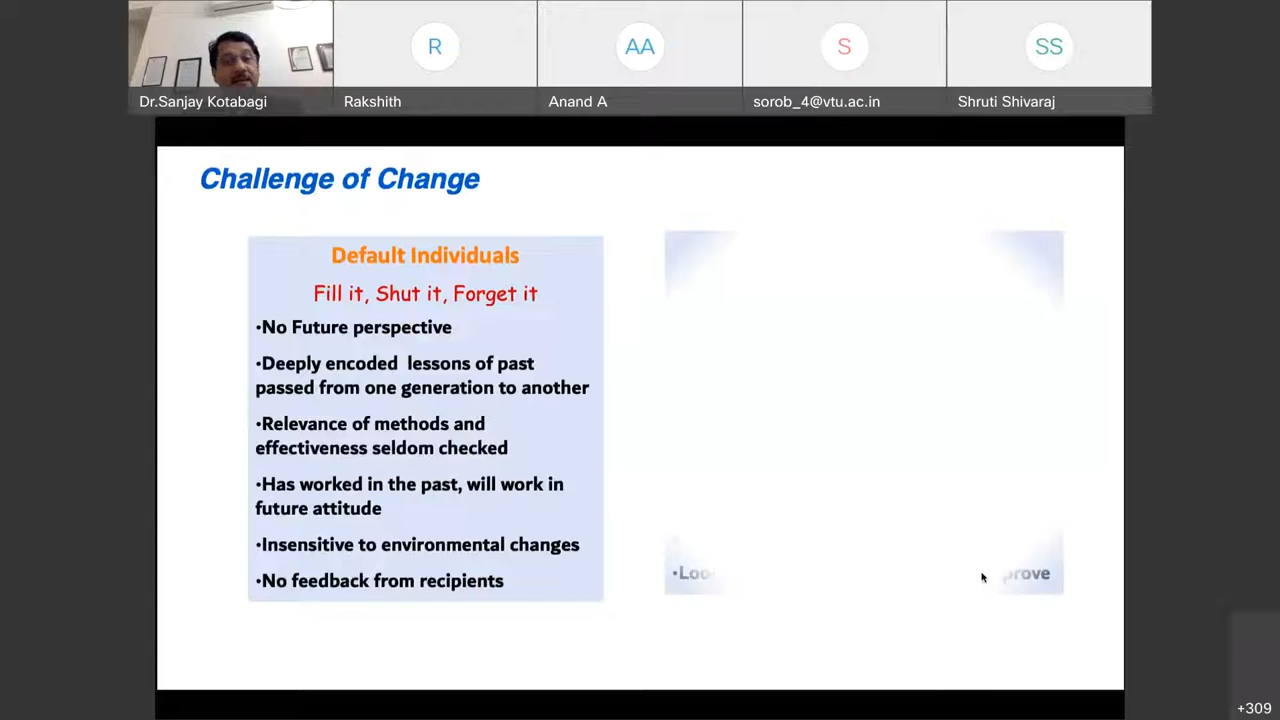 R
AA
S
SS
Dr.Sanjay Kotabagi
Rakshith
Anand A
sorob_4@vtu.ac.in
Shruti Shivaraj
Challenge of Change
Default Individuals
Fill it, Shut it, Forget it
•No Future perspective
•Deeply encoded lessons of past
passed from one generation to another
•Relevance of methods and
effectiveness seldom checked
•Has worked in the past, will work in
future attitude
•Insensitive to environmental changes
•No feedback from recipients
+309